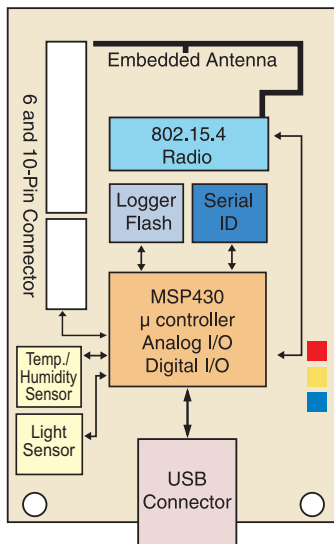 Embedded Antenna
6 and 10-Pin Connector
802.15.4
Radio
Logger
Flash
Serial
ID
MSP430
µ controller
Analog I/O
Digital I/O
Temp./
Humidity
Sensor
Light
Sensor
USB
Connector